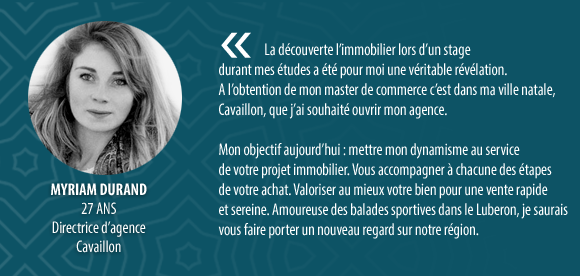 « La découverte l'immobilier lors d'un stage
durant mes études a été pour moi une véritable révélation.
A l'obtention de mon master de commerce c'est dans ma ville natale,
Cavaillon, que j'ai souhaité ouvrir mon agence.
Mon objectif aujourd'hui : mettre mon dynamisme au service
de votre projet immobilier. Vous accompagner à chacune des étapes
de votre achat. Valoriser au mieux votre bien pour une vente rapide
et sereine. Amoureuse des balades sportives dans le Luberon, je saurais
vous faire porter un nouveau regard sur notre région.
MYRIAM DURAND
27 ANS
Directrice d'agence
Cavaillon